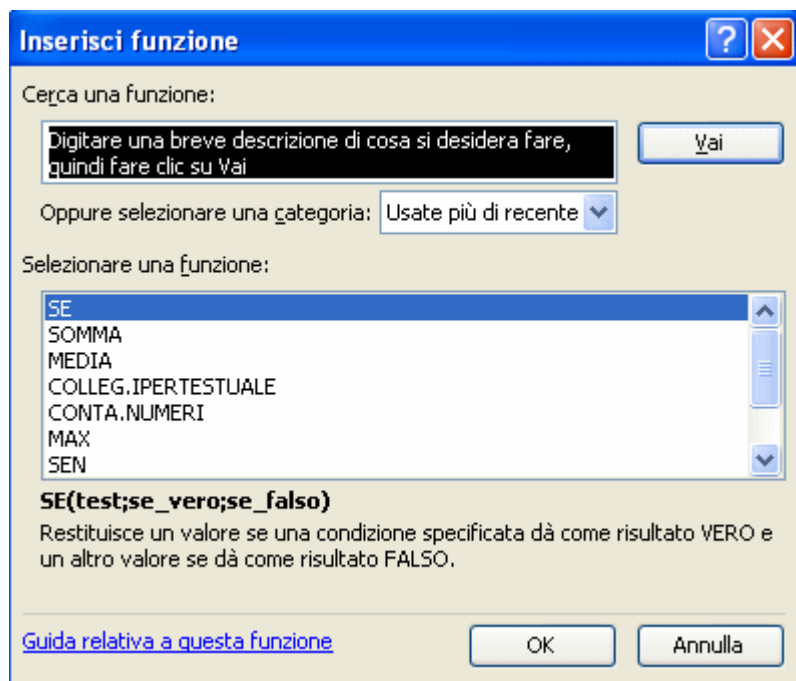 Inserisci funzione
Cerca una funzione:
Digitare una breve descrizione di cosa si desidera fare,
quindi fare clic su Vai
Vai
Oppure selezionare una categoria: Usate più di recente
Selezionare una funzione:
SE
SOMMA
MEDIA
COLLEG.IPERTESTUALE
CONTA.NUMERI
MAX
SEN
SE(test;se_vero;se_falso)
Restituisce un valore se una condizione specificata dà come risultato VERO e
un altro valore se dà come risultato FALSO.
Guida relativa a questa funzione
OK
Annulla